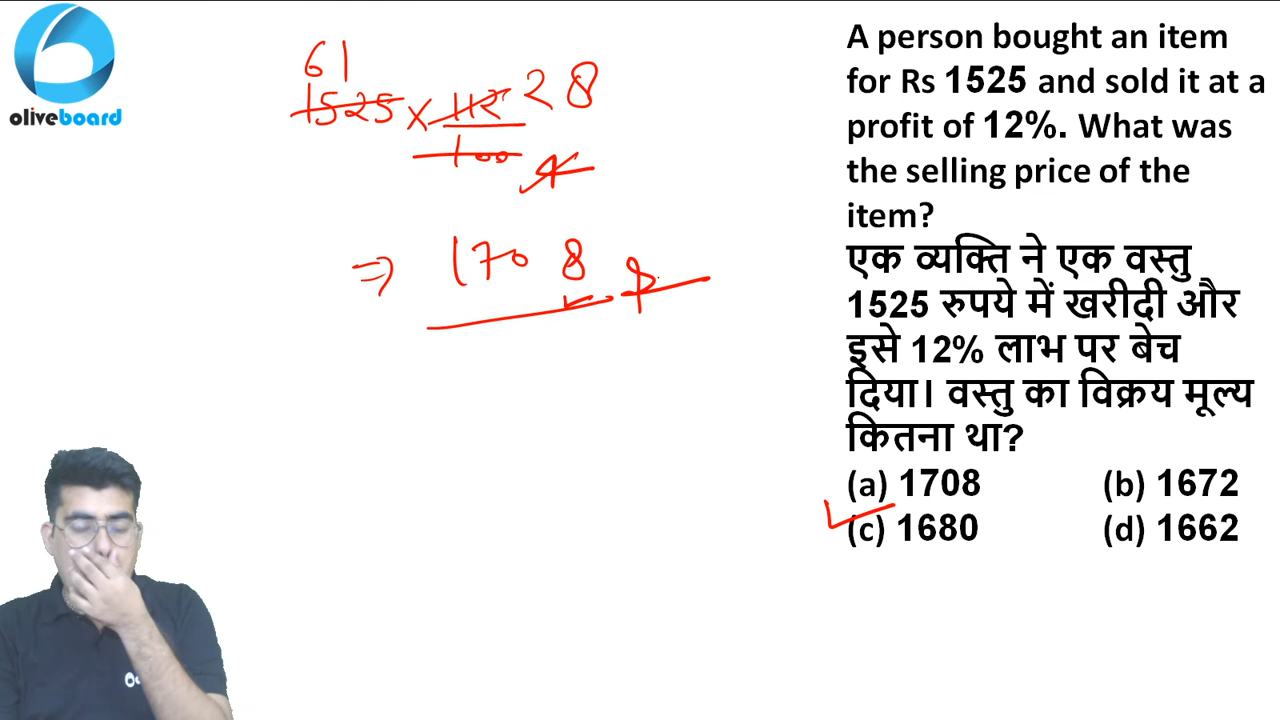 oliveboard
61
1525 × 112 28
100
4
⇒ 1708
A person bought an item
for Rs 1525 and sold it at a
profit of 12%. What was
the selling price of the
item?
एक व्यक्ति ने एक वस्तु
1525 रुपये में खरीदी और
इसे 12% लाभ पर बेच
दिया। वस्तु का विक्रय मूल्य
कितना था?
(a) 1708 (b) 1672
(c) 1680 (d) 1662